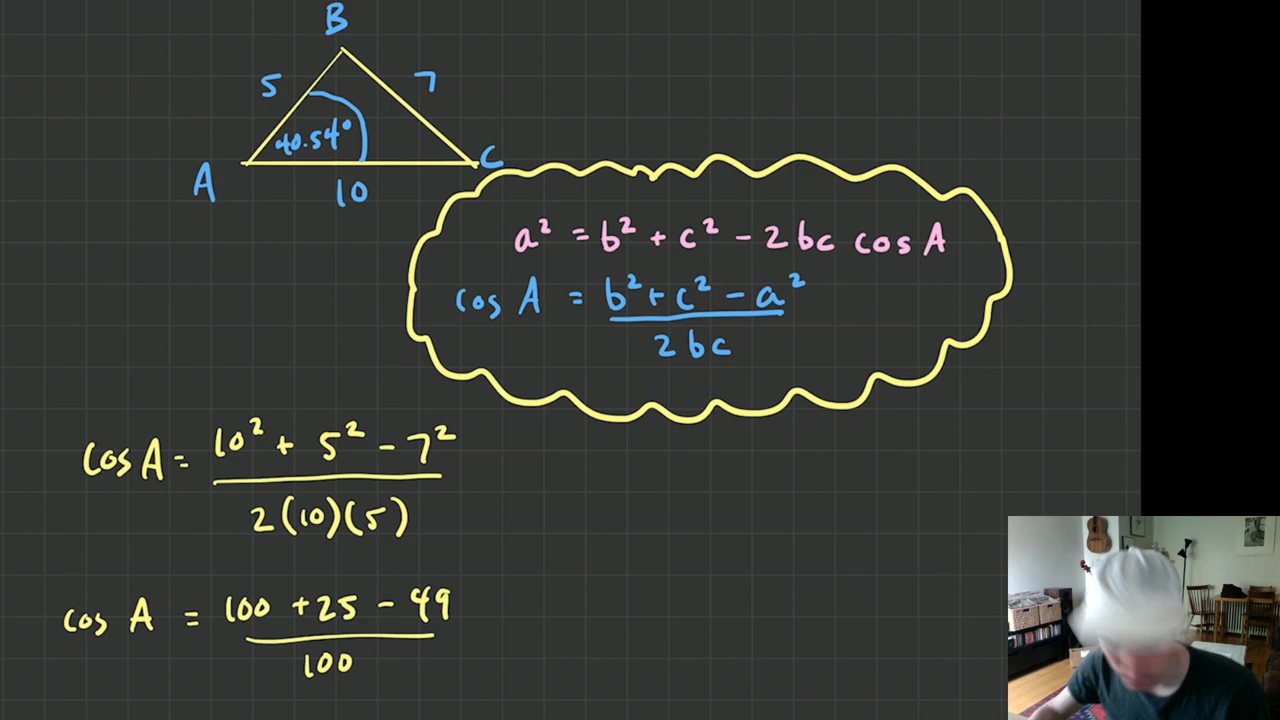 B
5
7
40.54°
A
C
10
a² = b² + c² - 2bc cos A
cos A = b² + c² - a² / 2bc
cos A = 10² + 5² - 7² / 2(10)(5)
cos A = 100 + 25 - 49 / 100